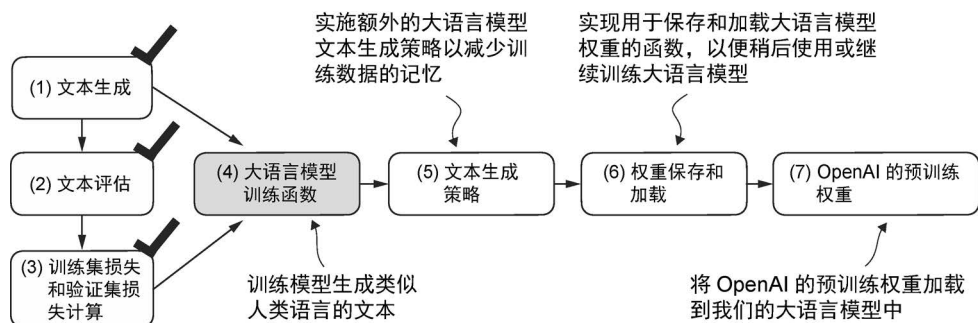 实施额外的大语言模型
文本生成策略以减少训
练数据的记忆
实现用于保存和加载大语言模型
权重的函数，以便稍后使用或继
续训练大语言模型
(1) 文本生成
(2) 文本评估
(3) 训练集损失
和验证集损
失计算
(4) 大语言模型
训练函数
(5) 文本生成
策略
(6) 权重保存和
加载
(7) OpenAI 的预训练
权重
训练模型生成类似
人类语言的文本
将 OpenAI 的预训练权重加载
到我们的大语言模型中